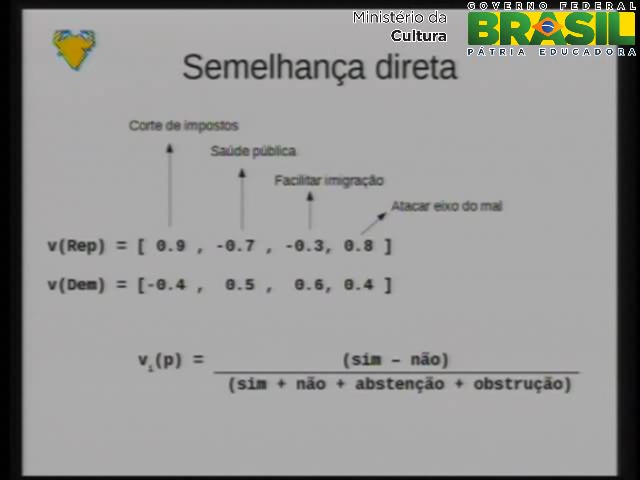 Ministério da
Cultura
GOVERNO FEDERAL
BRASIL
PÁTRIA EDUCADORA
Semelhança direta
Corte de impostos
Saúde pública
Facilitar imigração
Atacar eixo do mal
v(Rep) = [ 0.9 , -0.7 , -0.3, 0.8 ]
v(Dem) = [-0.4 , 0.5 , 0.6, 0.4 ]
vi(p) = (sim – não)
(sim + não + abstenção + obstrução)